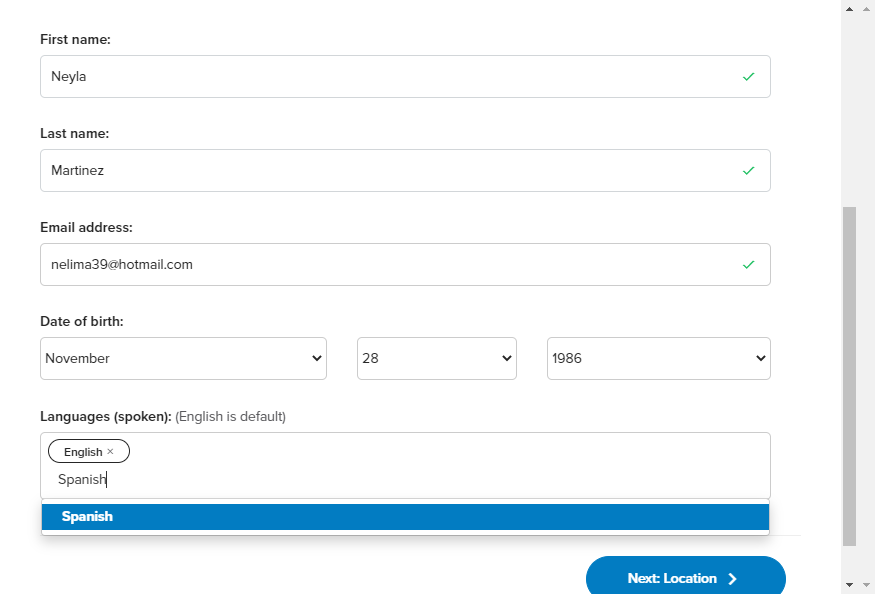 First name:
Neyla
Last name:
Martinez
Email address:
nelima39@hotmail.com
Date of birth:
November 28 1986
Languages (spoken): (English is default)
English ×
Spanish
Spanish
Next: Location